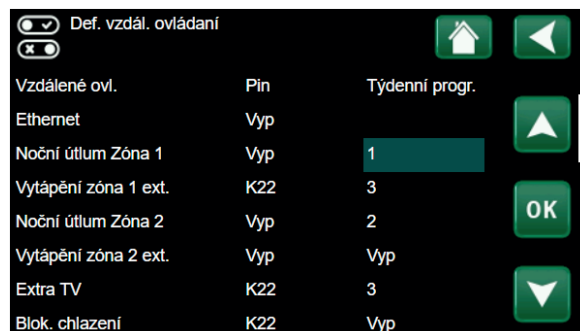 Def. vzdál. ovládaní
Vzdálené ovl. Pin Týdenní progr.
Ethernet Vyp
Noční útlum Zóna 1 Vyp 1
Vytápění zóna 1 ext. K22 3
Noční útlum Zóna 2 Vyp 2
Vytápění zóna 2 ext. Vyp Vyp
Extra TV K22 3
Blok. chlazení K22 Vyp
OK